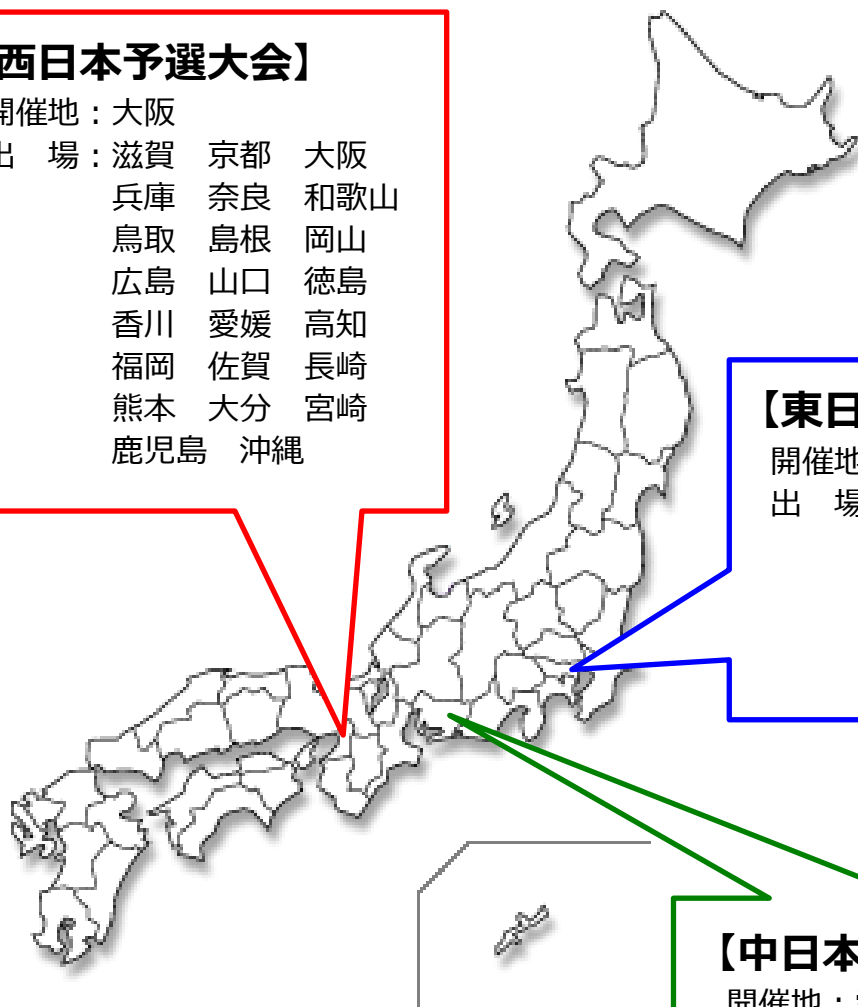 西日本予選大会】
開催地：大阪
出　場：滋賀　京都　大阪
兵庫　奈良　和歌山
鳥取　島根　岡山
広島　山口　徳島
香川　愛媛　高知
福岡　佐賀　長崎
熊本　大分　宮崎
鹿児島　沖縄
【東日
開催地
出　場
【中日本
開催地：